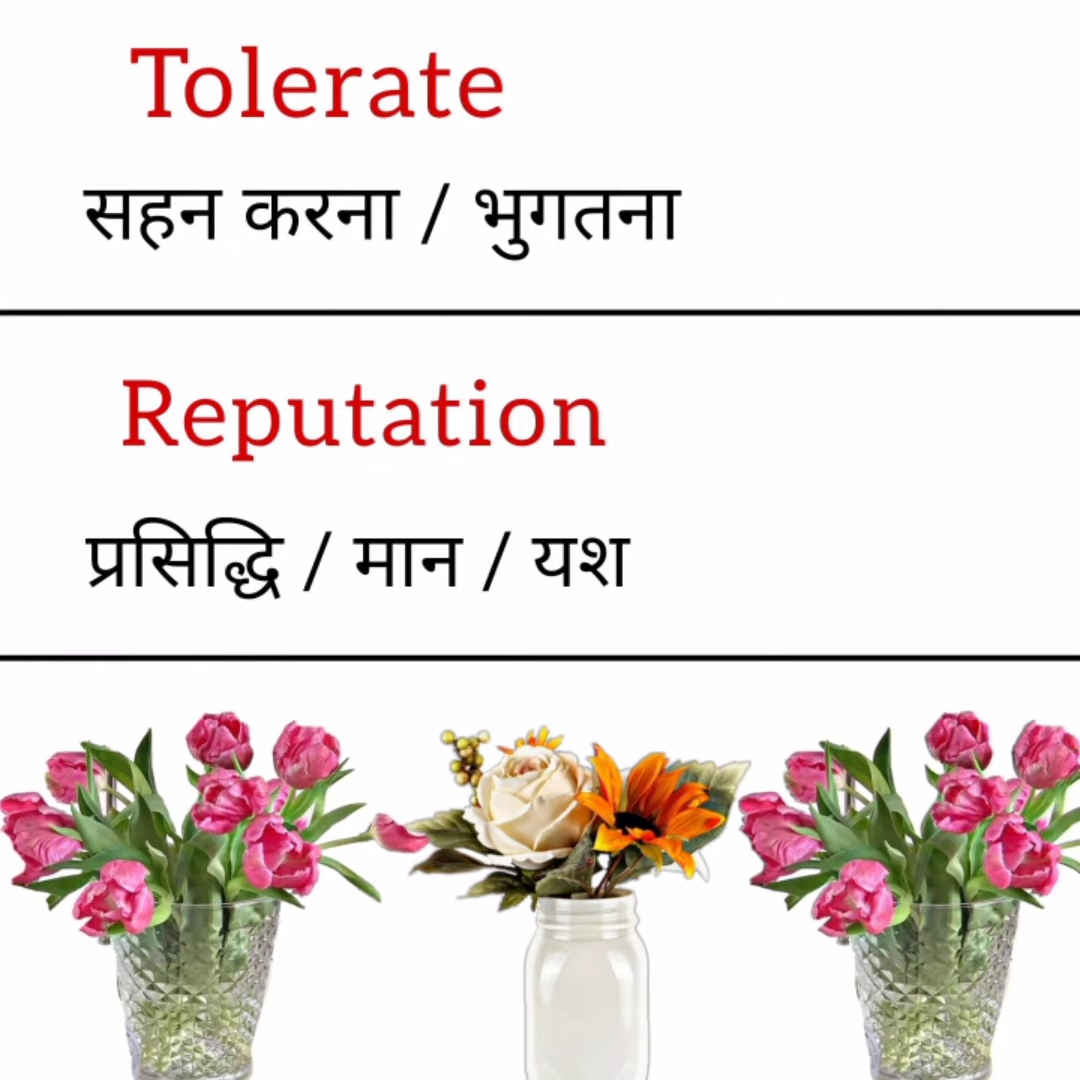 Tolerate
सहन करना / भुगतना
Reputation
प्रसिद्धि / मान / यश